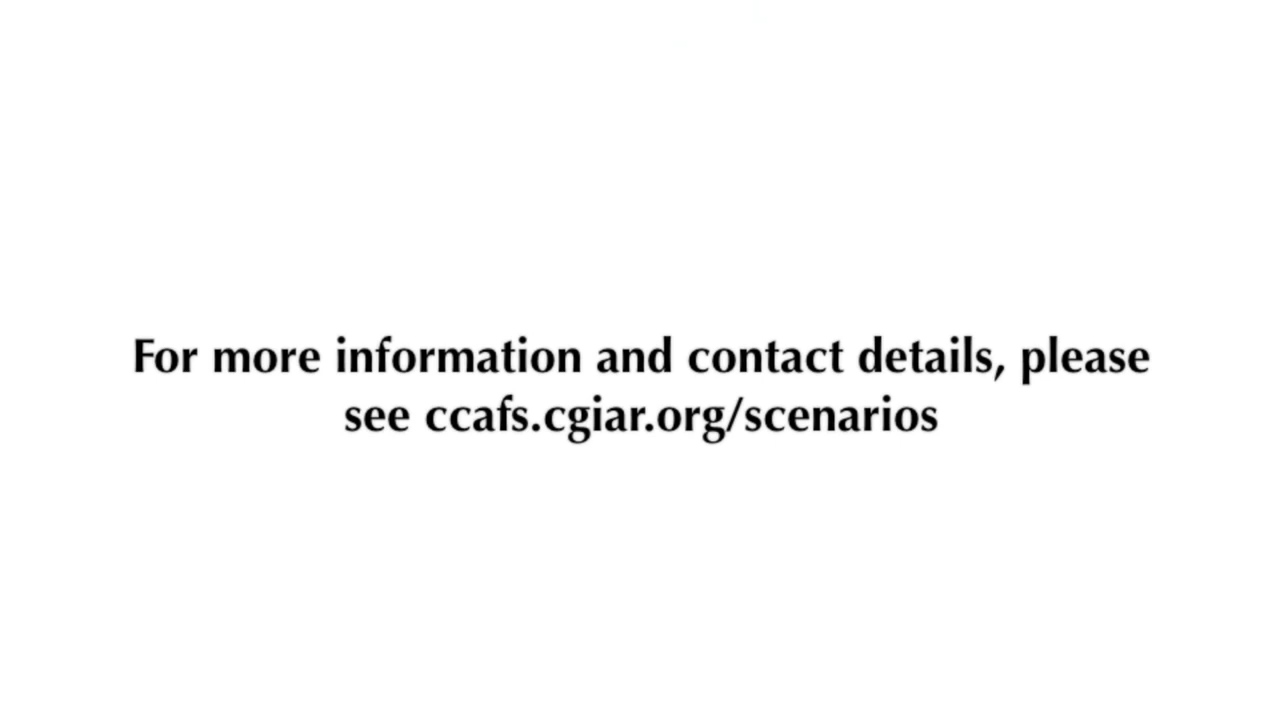 For more information and contact details, please
see ccafs.cgiar.org/scenarios